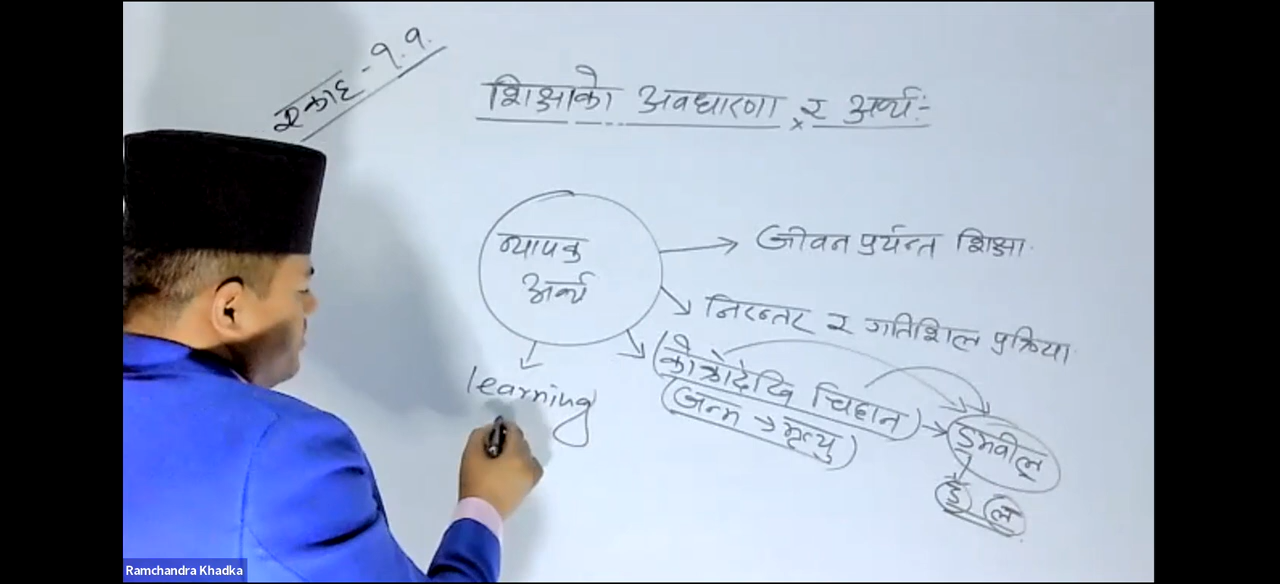 एकाइ - १.१.
शिक्षाको अवधारणा र अर्थः-
व्यापक
अर्थ
जीवन पर्यन्त शिक्षा.
निरन्तर र गतिशिल प्रक्रिया
(कोक्रोदेखि चिहान) →
(जन्म → मृत्यु)
learning
Ramchandra Khadka